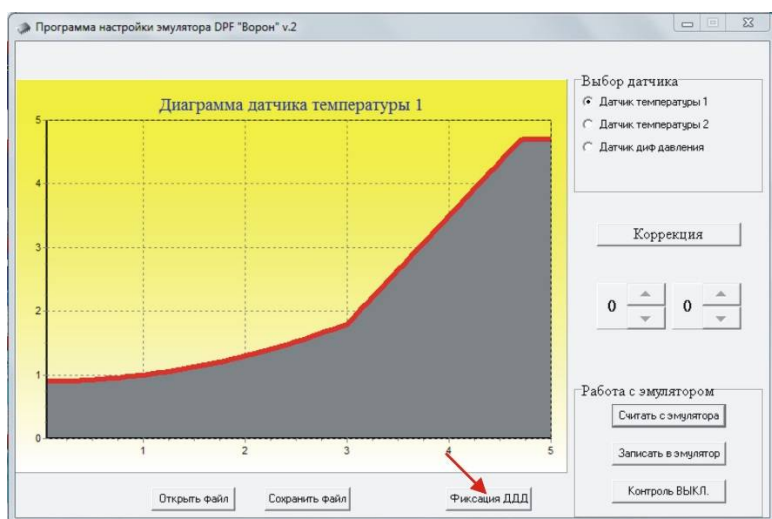 Программа настройки эмулятора DPF "Ворон" v.2
Диаграмма датчика температуры 1
5
4
3
2
1
0
1
2
3
4
5
Выбор датчика
Датчик температуры 1
Датчик температуры 2
Датчик диф давления
Коррекция
0
0
Работа с эмулятором
Считать с эмулятора
Записать в эмулятор
Контроль ВЫКЛ.
Открыть файл
Сохранить файл
Фиксация ДДД